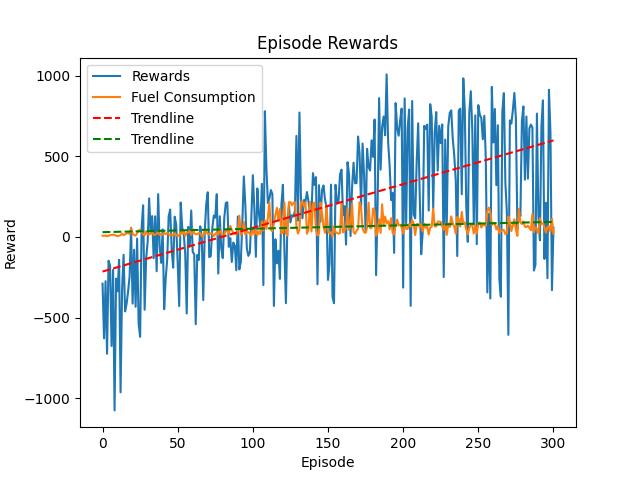 Episode Rewards
Rewards
Fuel Consumption
Trendline
Trendline
1000
500
0
−500
−1000
Reward
0
50
100
150
200
250
300
Episode